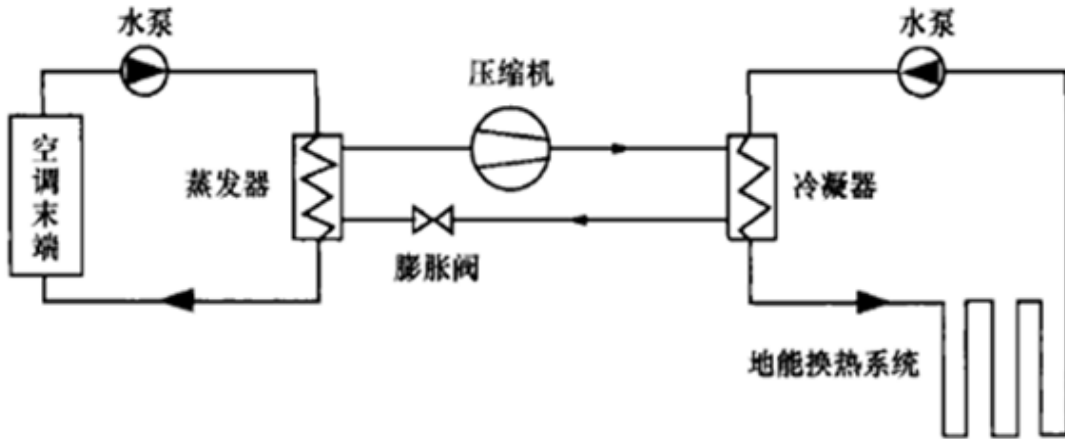 水泵
水泵
压缩机
空调末端
蒸发器
冷凝器
膨胀阀
地能换热系统